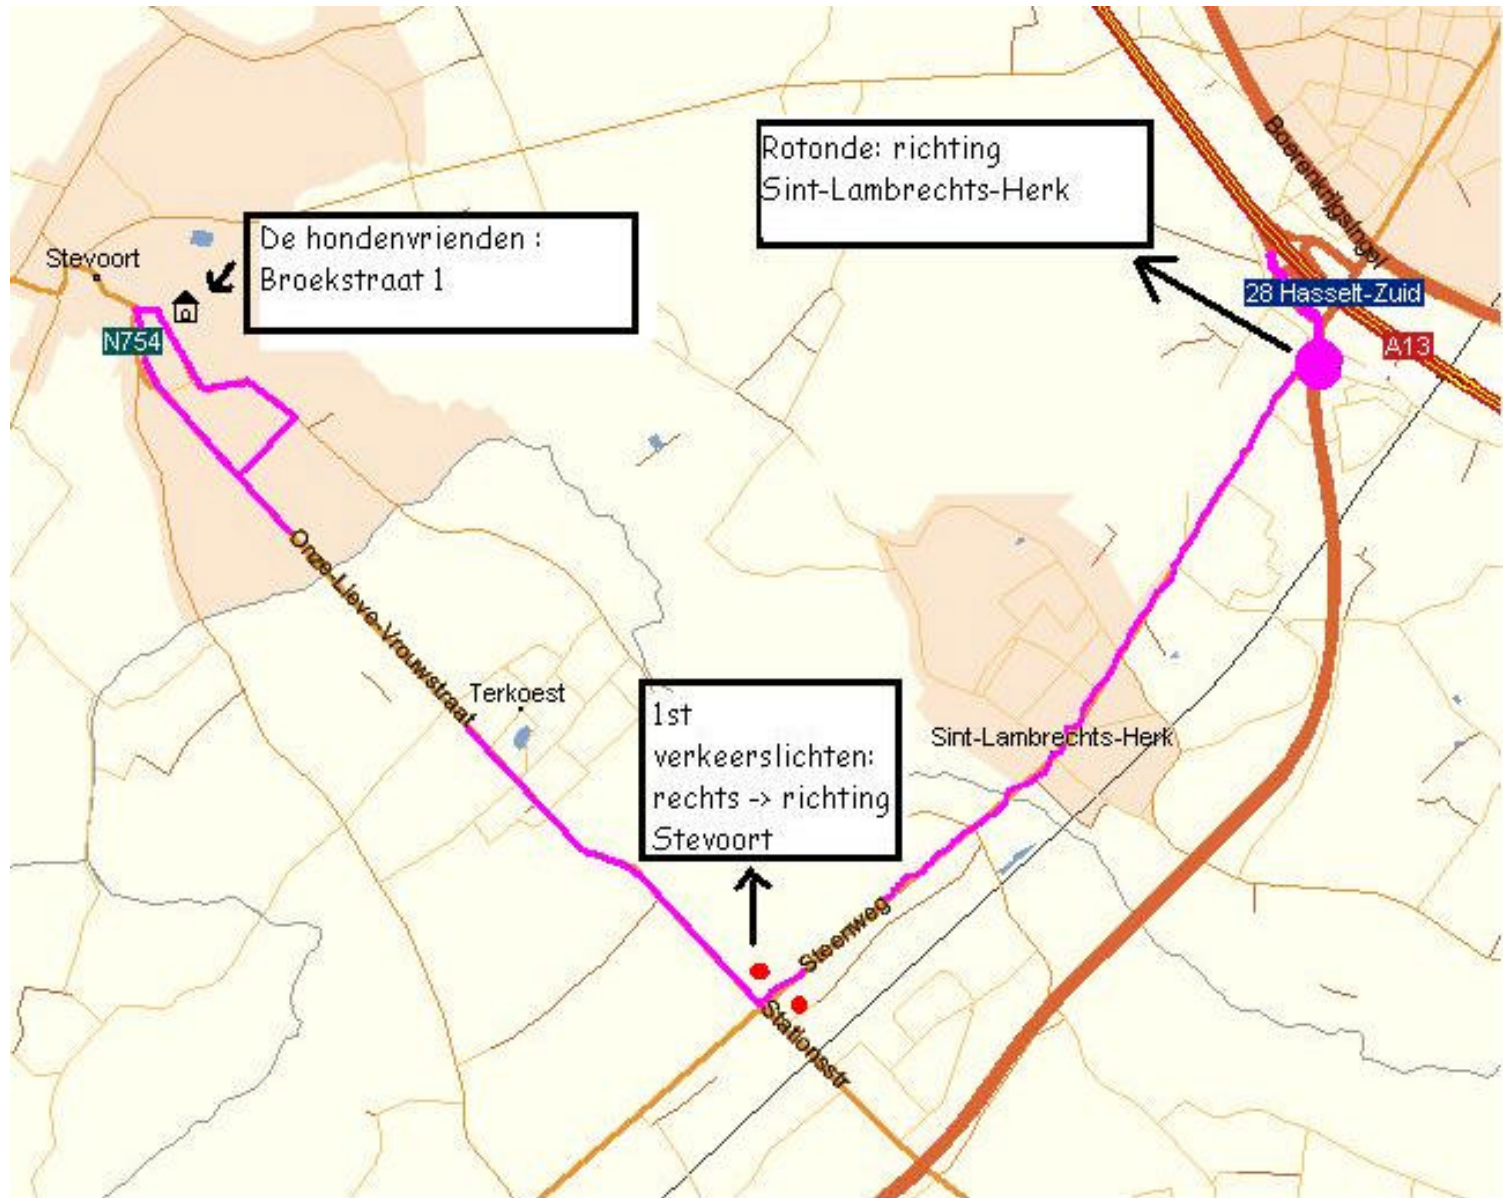 Rotonde: richting
Sint-Lambrechts-Herk
Boerenkrijgsingel
De hondenvrienden :
Broekstraat 1
Stevoort
28 Hasselt-Zuid
N754
A13
Onze-Lieve-Vrouwstraat
Terkoest
1st
verkeerslichten:
rechts -> richting
Stevoort
Sint-Lambrechts-Herk
Steenweg
Stationsstr